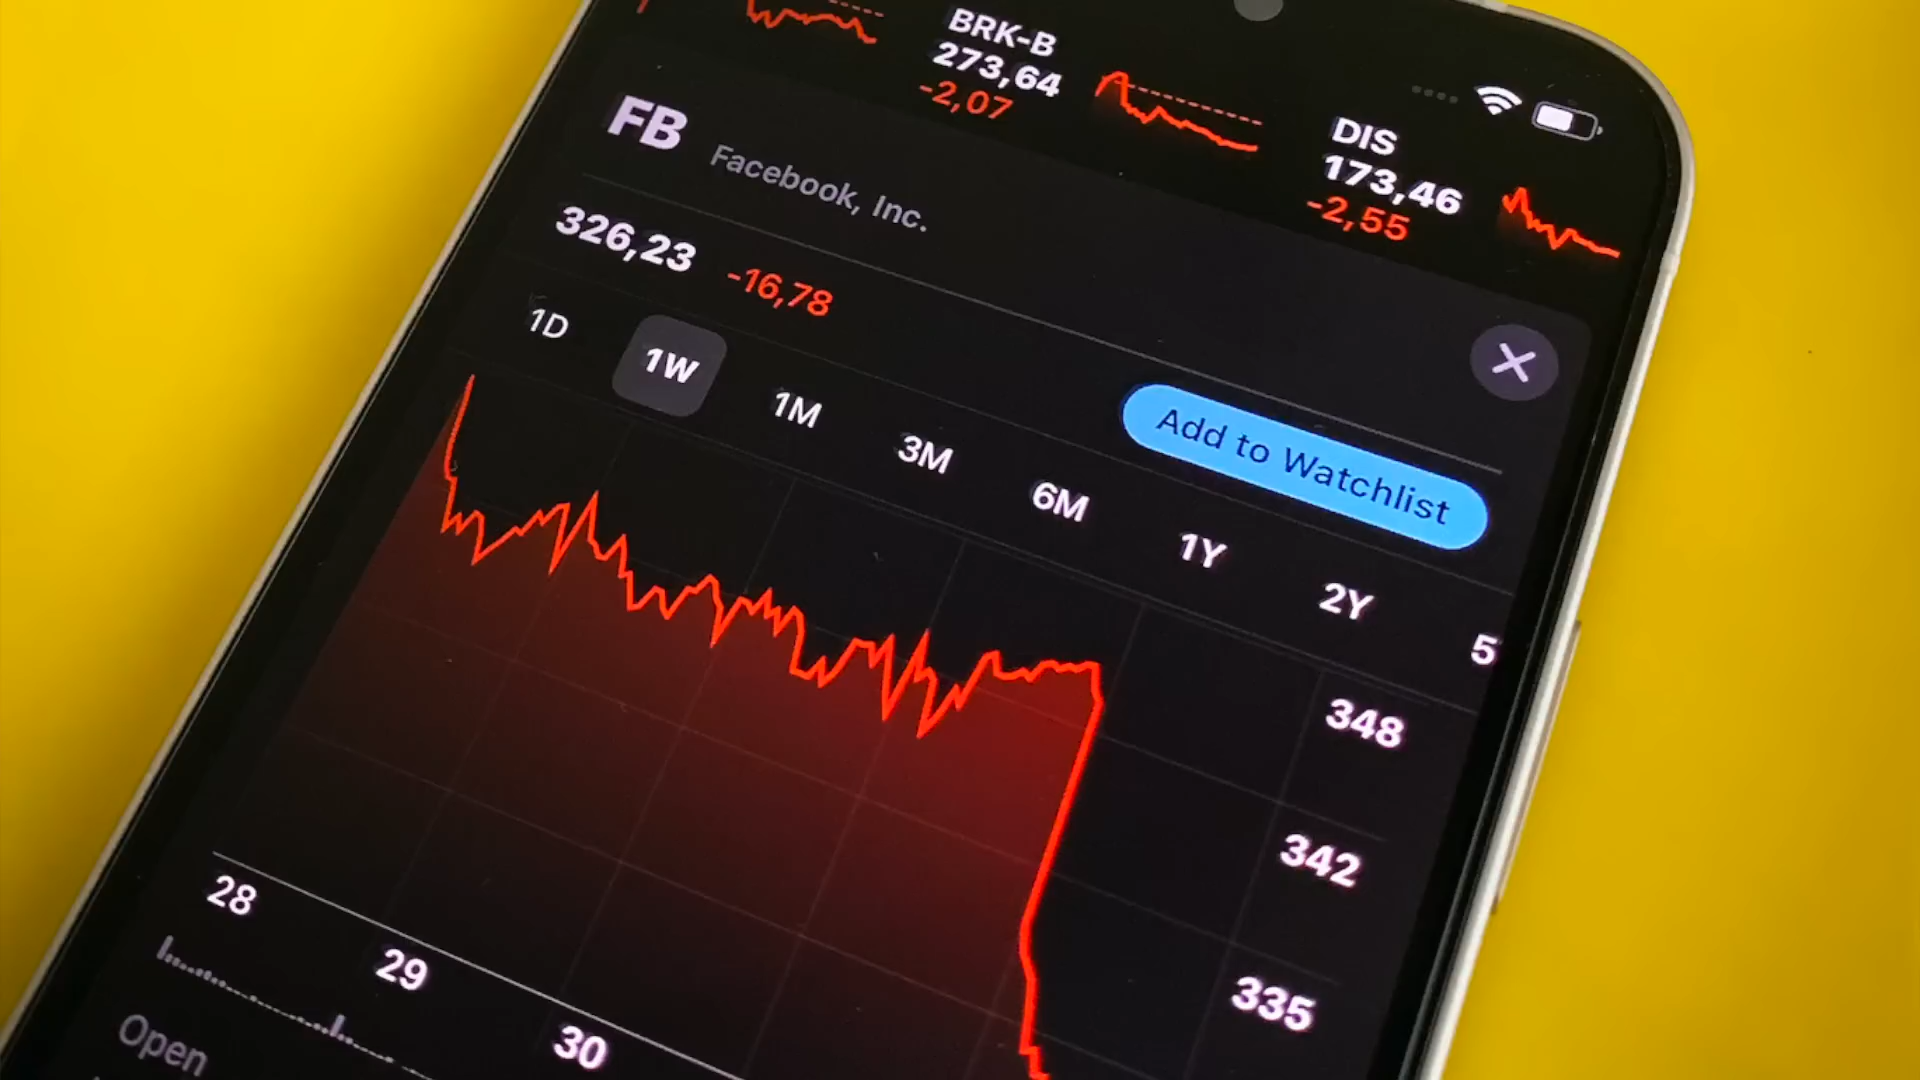 BRK-B
273,64
-2,07
DIS
173,46
-2,55
FB Facebook, Inc.
326,23 -16,78
1D 1W 1M 3M 6M 1Y 2Y 5
Add to Watchlist
348
342
335
28 29 30
Open